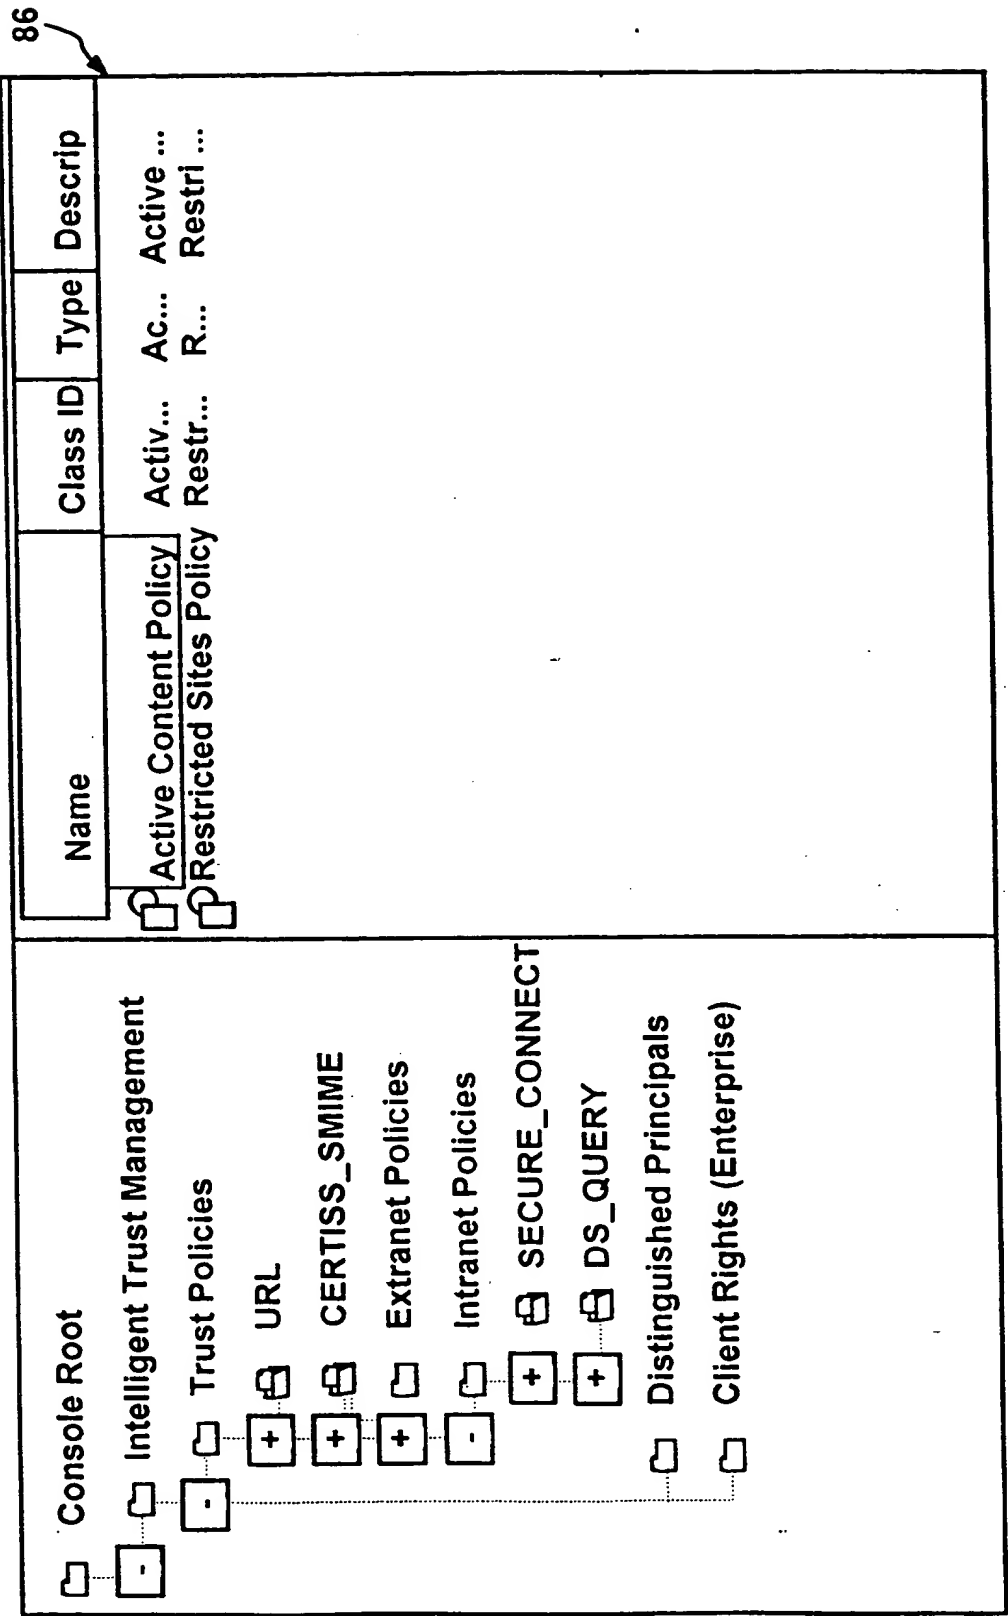 86
Console Root
- Intelligent Trust Management
- Trust Policies
+ URL
+ CERTISS_SMIME
+ Extranet Policies
- Intranet Policies
+ SECURE_CONNECT
+ DS_QUERY
Distinguished Principals
Client Rights (Enterprise)
Name Class ID Type Descrip
Active Content Policy Activ... Ac... Active ...
Restricted Sites Policy Restr... R... Restri ...